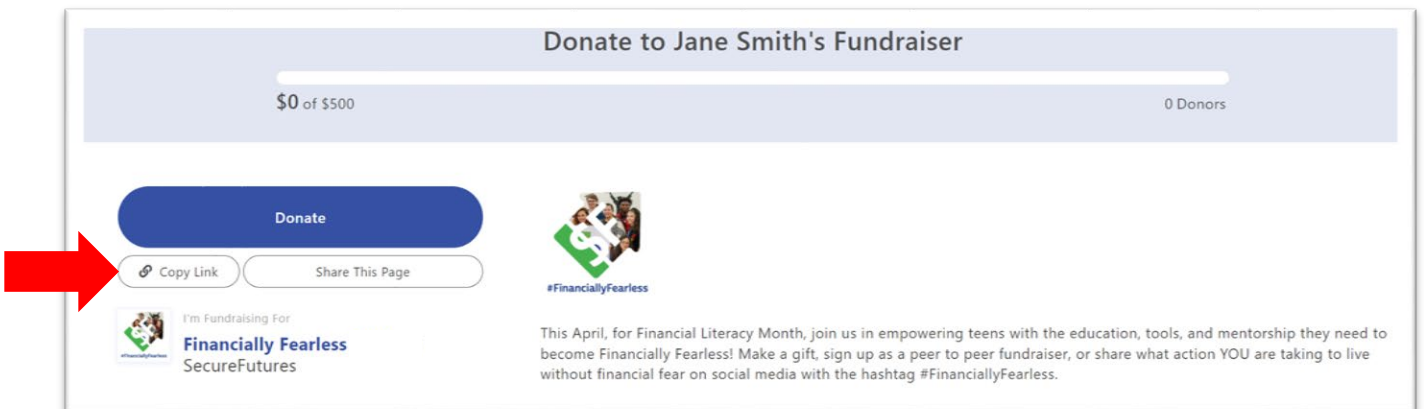 Donate to Jane Smith's Fundraiser
$0 of $500
0 Donors
Donate
Copy Link
Share This Page
#FinanciallyFearless
I'm Fundraising For
Financially Fearless
SecureFutures
#FinanciallyFearless
This April, for Financial Literacy Month, join us in empowering teens with the education, tools, and mentorship they need to
become Financially Fearless! Make a gift, sign up as a peer to peer fundraiser, or share what action YOU are taking to live
without financial fear on social media with the hashtag #FinanciallyFearless.